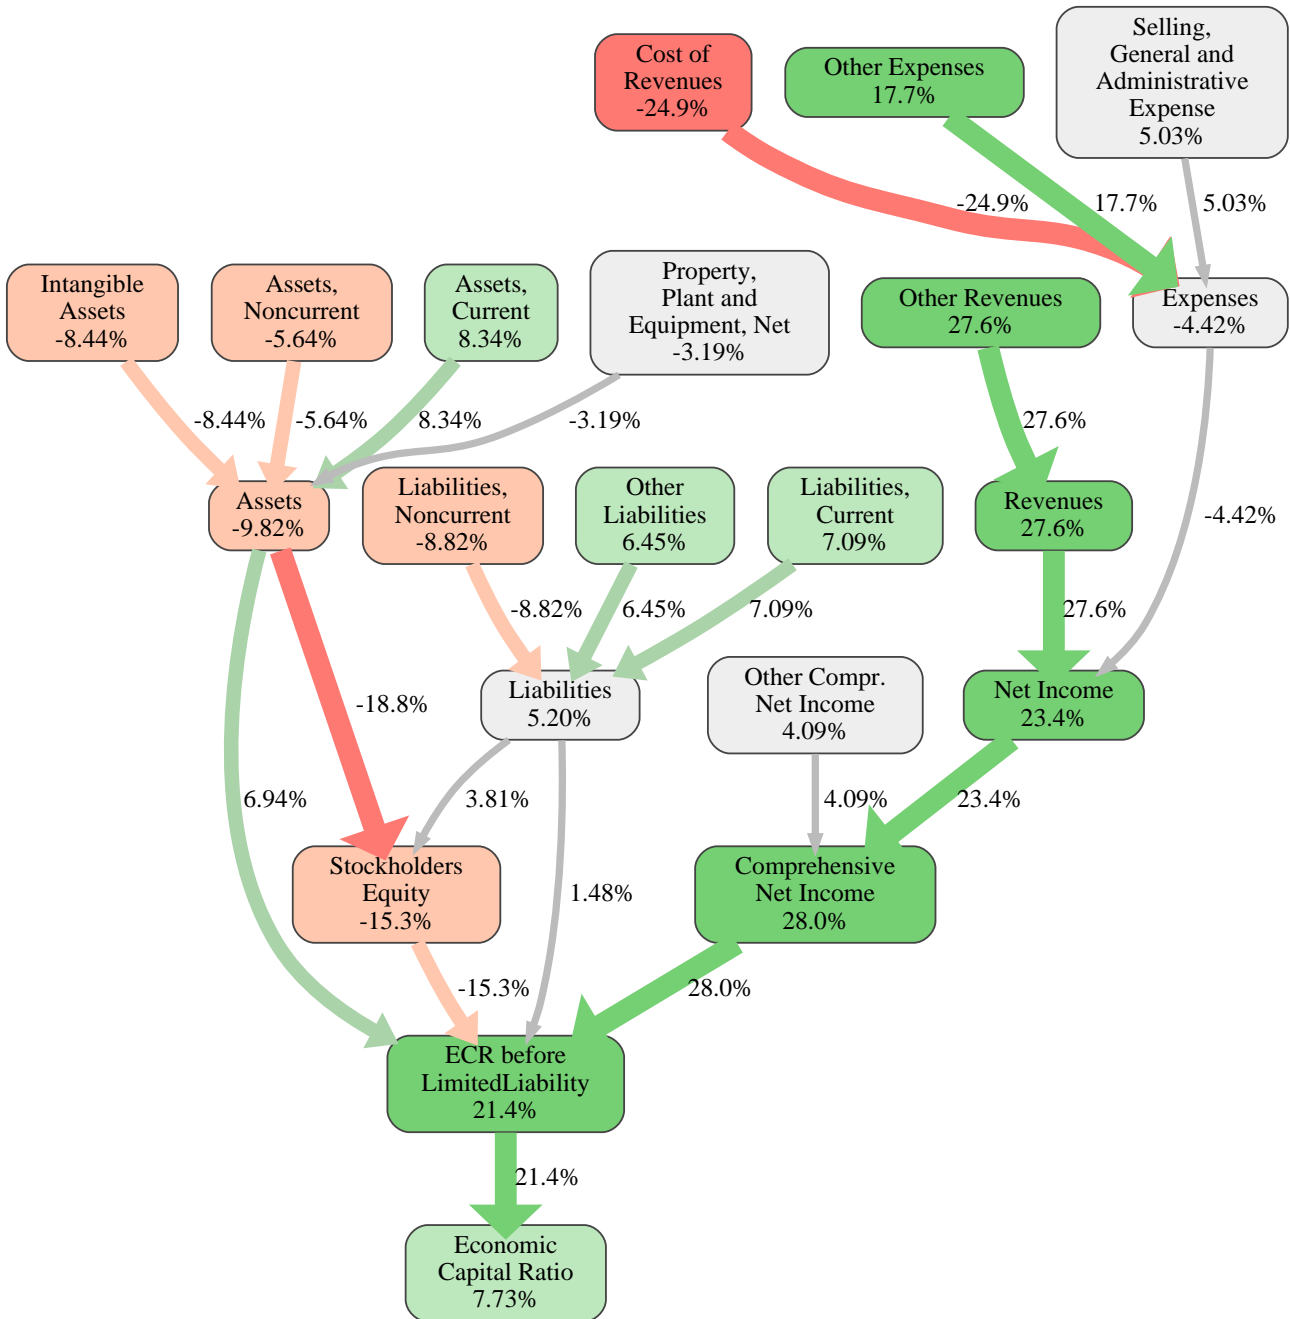 Cost of
Revenues
-24.9%
Other Expenses
17.7%
Selling,
General and
Administrative
Expense
5.03%
-24.9%
17.7%
5.03%
Intangible
Assets
-8.44%
Assets,
Noncurrent
-5.64%
Assets,
Current
8.34%
Property,
Plant and
Equipment, Net
-3.19%
Other Revenues
27.6%
Expenses
-4.42%
-8.44%
-5.64%
8.34%
-3.19%
27.6%
-4.42%
Assets
-9.82%
Liabilities,
Noncurrent
-8.82%
Other
Liabilities
6.45%
Liabilities,
Current
7.09%
Revenues
27.6%
-8.82%
6.45%
7.09%
27.6%
-18.8%
Liabilities
5.20%
Other Compr.
Net Income
4.09%
Net Income
23.4%
6.94%
3.81%
4.09%
23.4%
Stockholders
Equity
-15.3%
1.48%
Comprehensive
Net Income
28.0%
-15.3%
28.0%
ECR before
LimitedLiability
21.4%
21.4%
Economic
Capital Ratio
7.73%